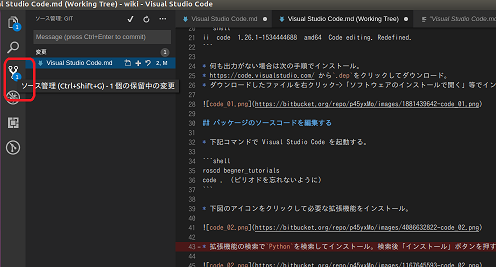 Studio Code.md (Working Tree) - wiki - Visual Studio Code
ソース管理: GIT
Message (press Ctrl+Enter to commit)
変更
Visual Studio Code.md
2, M
ソース管理 (Ctrl+Shift+G) - 1 個の保留中の変更
Visual Studio Code.md
Visual Studio Code.md (Working Tree)
"Visual Studio Code.md
20 ```shell
21 ii code 1.26.1-1534444688 amd64 Code editing. Redefined.
22 ```
23
24 * 何も出力がない場合は次の手順でインストール。
25 * https://code.visualstudio.com/ から`.deb`をクリックしてダウンロード。
26 * ダウンロードしたファイルを右クリック->「ソフトウェアのインストールで開く」等でイン
27
28 ![code_01.png](https://bitbucket.org/repo/p45yxMo/images/1881439642-code_01.png)
29
30 ## パッケージのソースコードを編集する
31
32 * 下記コマンドで Visual Studio Code を起動する。
33
34 ```shell
35 roscd begner_tutorials
36 code . (ピリオドを忘れないように)
37 ```
38
39 * 下図のアイコンをクリックして必要な拡張機能をインストール。
40
41 ![code_02.png](https://bitbucket.org/repo/p45yxMo/images/4086632822-code_02.png)
42
43 - * 拡張機能の検索で`Python`を検索してインストール。検索後「インストール」ボタンを押す
44
45 ![code_02.png](https://bitbucket.org/repo/p45yxMo/images/1167645593-code_02.png)